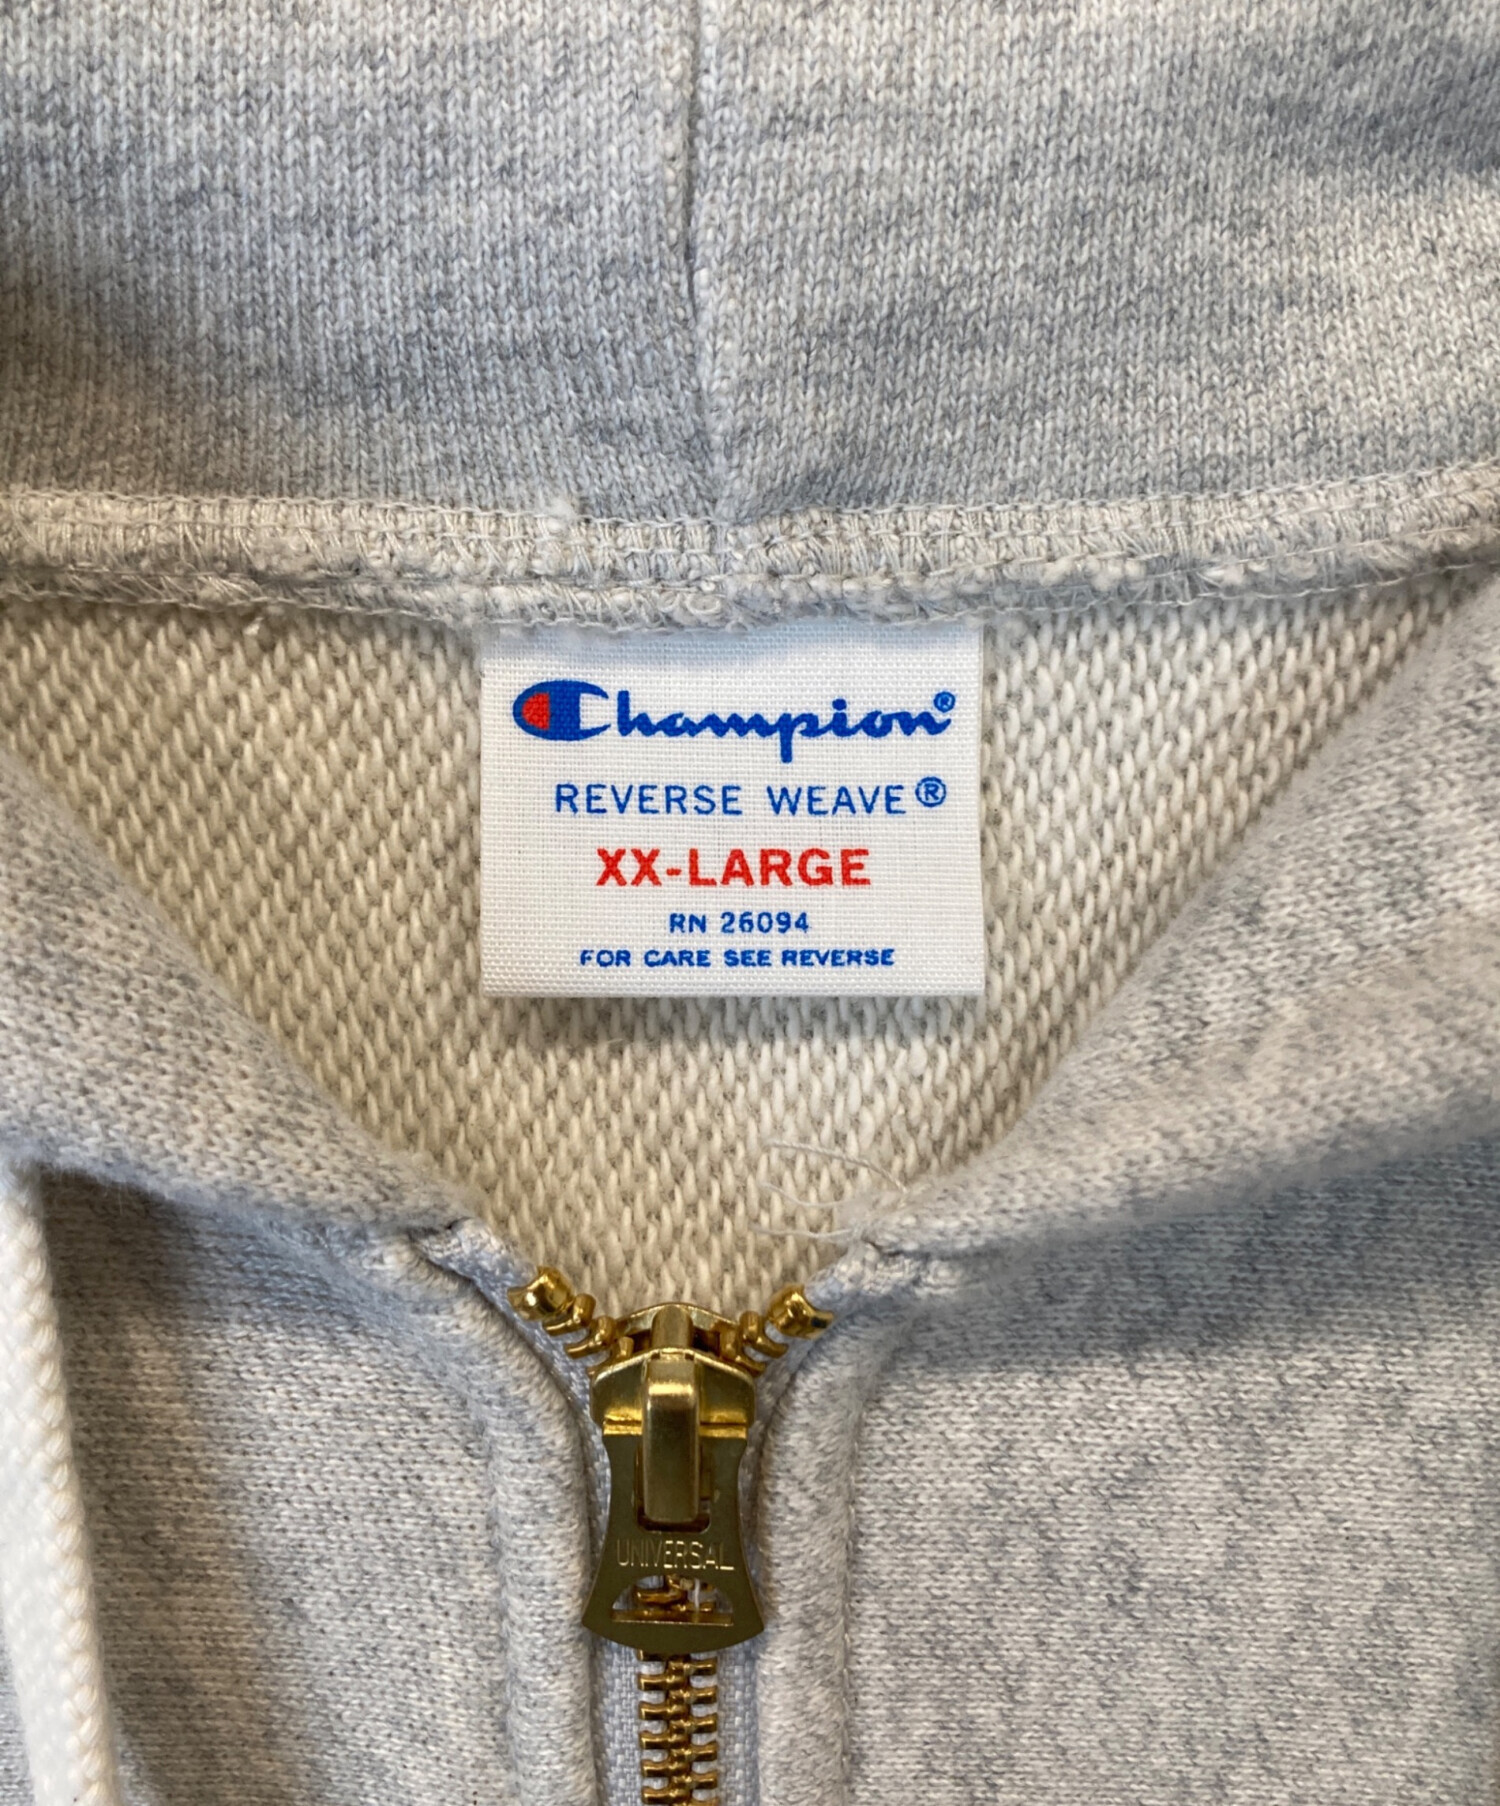 Champion®
REVERSE WEAVE®
XX-LARGE
RN 26094
FOR CARE SEE REVERSE
UNIVERSAL